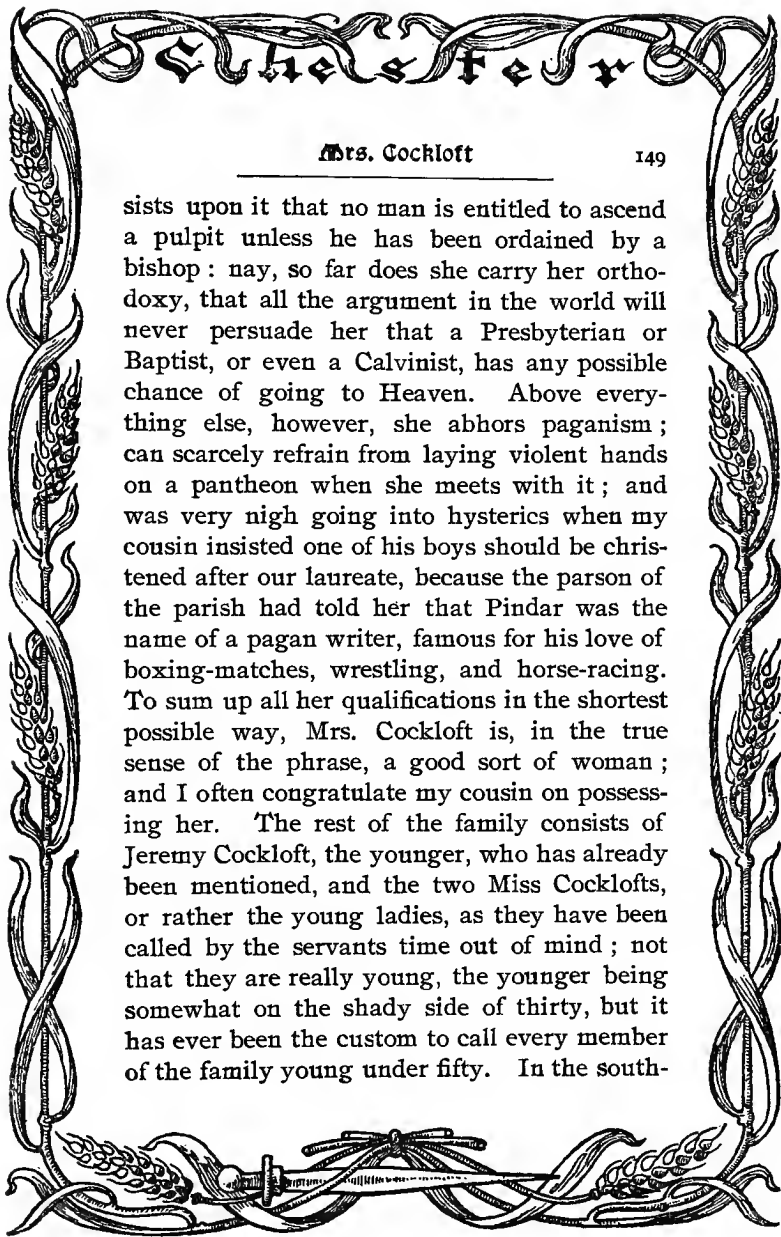 Chester
Mrs. Cockloft 149
sists upon it that no man is entitled to ascend
a pulpit unless he has been ordained by a
bishop : nay, so far does she carry her ortho-
doxy, that all the argument in the world will
never persuade her that a Presbyterian or
Baptist, or even a Calvinist, has any possible
chance of going to Heaven. Above every-
thing else, however, she abhors paganism ;
can scarcely refrain from laying violent hands
on a pantheon when she meets with it ; and
was very nigh going into hysterics when my
cousin insisted one of his boys should be chris-
tened after our laureate, because the parson of
the parish had told her that Pindar was the
name of a pagan writer, famous for his love of
boxing-matches, wrestling, and horse-racing.
To sum up all her qualifications in the shortest
possible way, Mrs. Cockloft is, in the true
sense of the phrase, a good sort of woman ;
and I often congratulate my cousin on possess-
ing her. The rest of the family consists of
Jeremy Cockloft, the younger, who has already
been mentioned, and the two Miss Cocklofts,
or rather the young ladies, as they have been
called by the servants time out of mind ; not
that they are really young, the younger being
somewhat on the shady side of thirty, but it
has ever been the custom to call every member
of the family young under fifty. In the south-